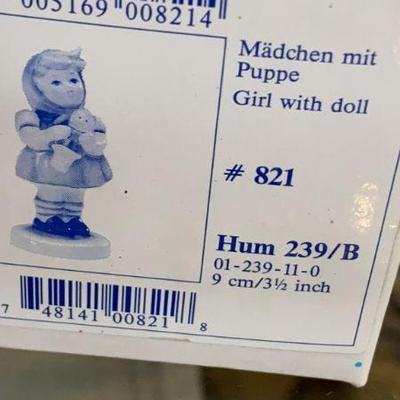 005169 008214
Mädchen mit
Puppe
Girl with doll
# 821
Hum 239/B
01-239-11-0
9 cm/3½ inch
7 48141 00821 8